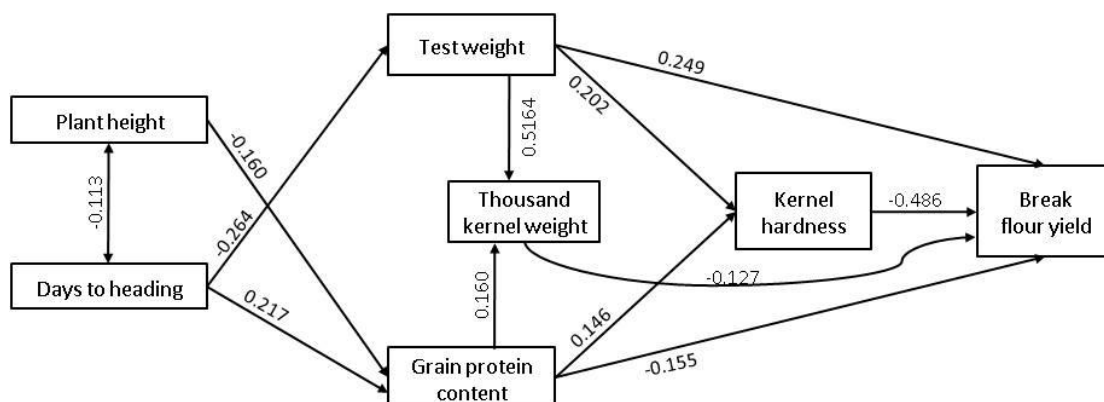 Test weight
0.249
0.202
Plant height
-0.160
0.5164
-0.113
Thousand
kernel weight
Kernel
hardness
-0.486
Break
flour yield
-0.264
Days to heading
0.217
0.160
-0.127
0.146
Grain protein
content
-0.155